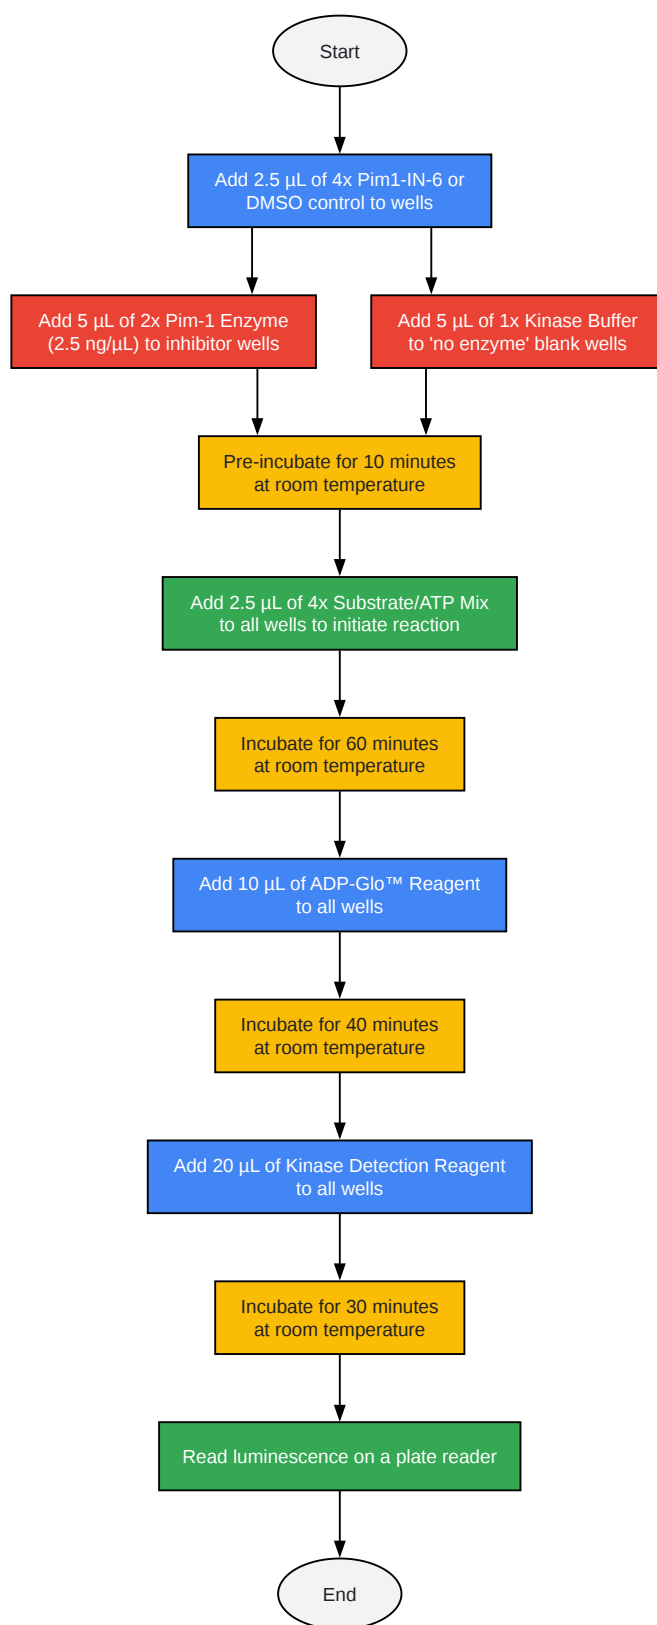 Start
Add 2.5 µL of 4x Pim1-IN-6 or
DMSO control to wells
Add 5 µL of 2x Pim-1 Enzyme
(2.5 ng/µL) to inhibitor wells
Add 5 µL of 1x Kinase Buffer
to 'no enzyme' blank wells
Pre-incubate for 10 minutes
at room temperature
Add 2.5 µL of 4x Substrate/ATP Mix
to all wells to initiate reaction
Incubate for 60 minutes
at room temperature
Add 10 µL of ADP-Glo™ Reagent
to all wells
Incubate for 40 minutes
at room temperature
Add 20 µL of Kinase Detection Reagent
to all wells
Incubate for 30 minutes
at room temperature
Read luminescence on a plate reader
End